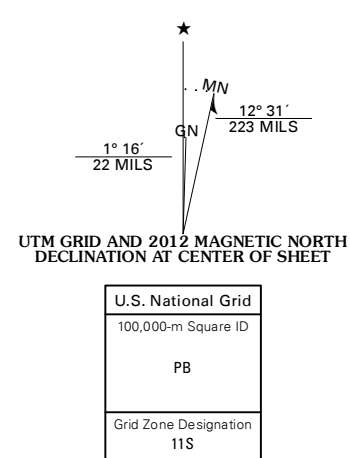 ★
MN
GN
12° 31´
223 MILS
1° 16´
22 MILS
UTM GRID AND 2012 MAGNETIC NORTH
DECLINATION AT CENTER OF SHEET
U.S. National Grid
100,000-m Square ID
PB
Grid Zone Designation
11S